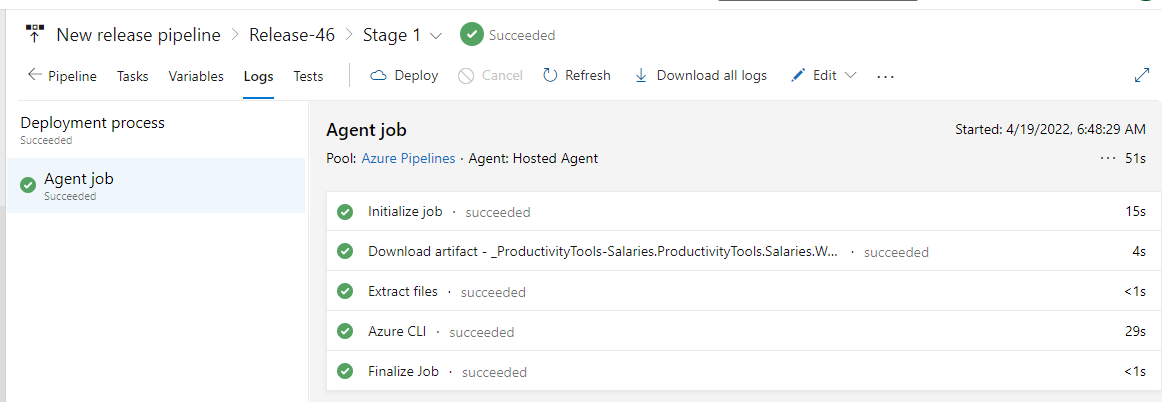 New release pipeline > Release-46 > Stage 1 Succeeded
Pipeline Tasks Variables Logs Tests Deploy Cancel Refresh Download all logs Edit ...
Deployment process
Succeeded
Agent job
Succeeded
Agent job Started: 4/19/2022, 6:48:29 AM
Pool: Azure Pipelines · Agent: Hosted Agent ... 51s
Initialize job · succeeded 15s
Download artifact - _ProductivityTools-Salaries.ProductivityTools.Salaries.W... · succeeded 4s
Extract files · succeeded <1s
Azure CLI · succeeded 29s
Finalize Job · succeeded <1s